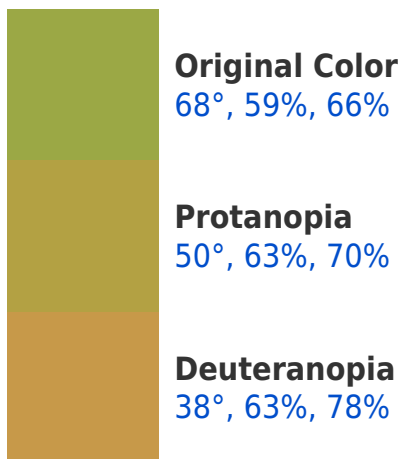 Original Color
68°, 59%, 66%
Protanopia
50°, 63%, 70%
Deuteranopia
38°, 63%, 78%